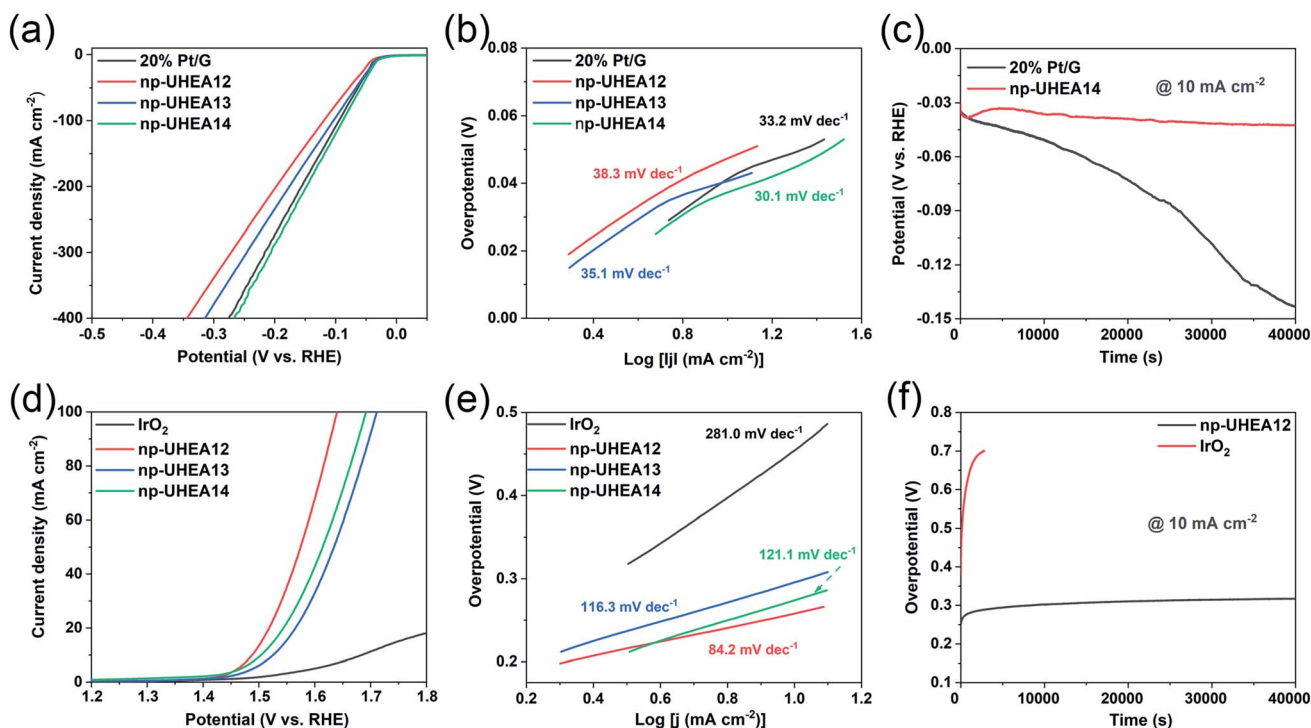 (a)
20% Pt/G
np-UHEA12
np-UHEA13
np-UHEA14
0
-100
-200
-300
-400
-0.5
-0.4
-0.3
-0.2
-0.1
0.0
Current density (mA cm⁻²)
Potential (V vs. RHE)
(b)
20% Pt/G
np-UHEA12
np-UHEA13
np-UHEA14
33.2 mV dec⁻¹
38.3 mV dec⁻¹
30.1 mV dec⁻¹
35.1 mV dec⁻¹
0.08
0.06
0.04
0.02
0.00
0.4
0.8
1.2
1.6
Overpotential (V)
Log [|j| (mA cm⁻²)]
(c)
20% Pt/G
np-UHEA14
@ 10 mA cm⁻²
0.00
-0.03
-0.06
-0.09
-0.12
-0.15
0
10000
20000
30000
40000
Potential (V vs. RHE)
Time (s)
(d)
IrO₂
np-UHEA12
np-UHEA13
np-UHEA14
100
80
60
40
20
0
1.2
1.3
1.4
1.5
1.6
1.7
1.8
Current density (mA cm⁻²)
Potential (V vs. RHE)
(e)
IrO₂
np-UHEA12
np-UHEA13
np-UHEA14
281.0 mV dec⁻¹
121.1 mV dec⁻¹
116.3 mV dec⁻¹
84.2 mV dec⁻¹
0.5
0.4
0.3
0.2
0.2
0.4
0.6
0.8
1.0
1.2
Overpotential (V)
Log [j (mA cm⁻²)]
(f)
np-UHEA12
IrO₂
@ 10 mA cm⁻²
0.8
0.7
0.6
0.5
0.4
0.3
0.2
0.1
0
10000
20000
30000
40000
Overpotential (V)
Time (s)